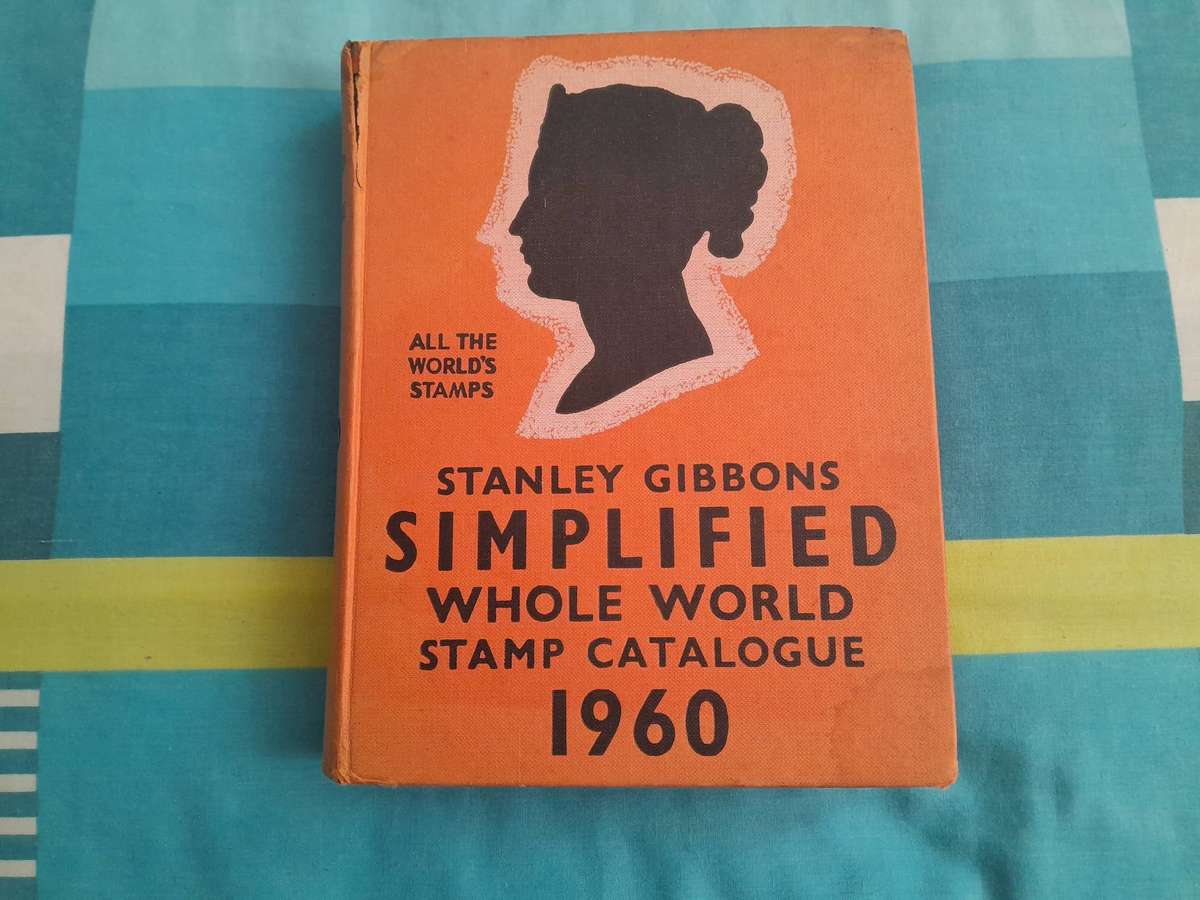 ALL THE
WORLD'S
STAMPS
STANLEY GIBBONS
SIMPLIFIED
WHOLE WORLD
STAMP CATALOGUE
1960